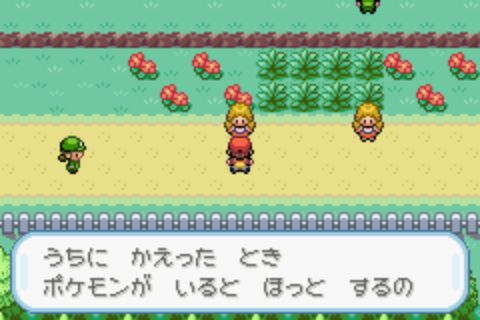 うちに　かえった　とき
ポケモンが　いると　ほっと　するの